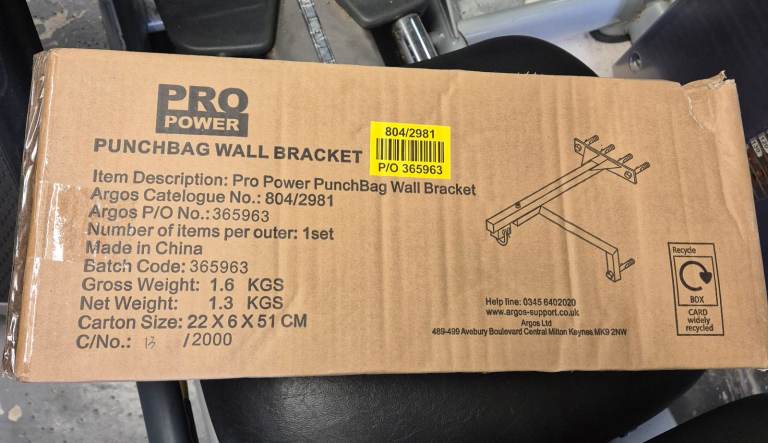 PRO
POWER
PUNCHBAG WALL BRACKET
804/2981
P/O 365963
Item Description: Pro Power PunchBag Wall Bracket
Argos Catalogue No.: 804/2981
Argos P/O No.: 365963
Number of items per outer: 1set
Made in China
Batch Code: 365963
Gross Weight: 1.6 KGS
Net Weight: 1.3 KGS
Carton Size: 22 X 6 X 51 CM
C/No.: 13 /2000
Help line: 0345 6402020
www.argos-support.co.uk
Argos Ltd
489-499 Avebury Boulevard Central Milton Keynes MK9 2NW
Recycle
BOX
CARD
widely
recycled